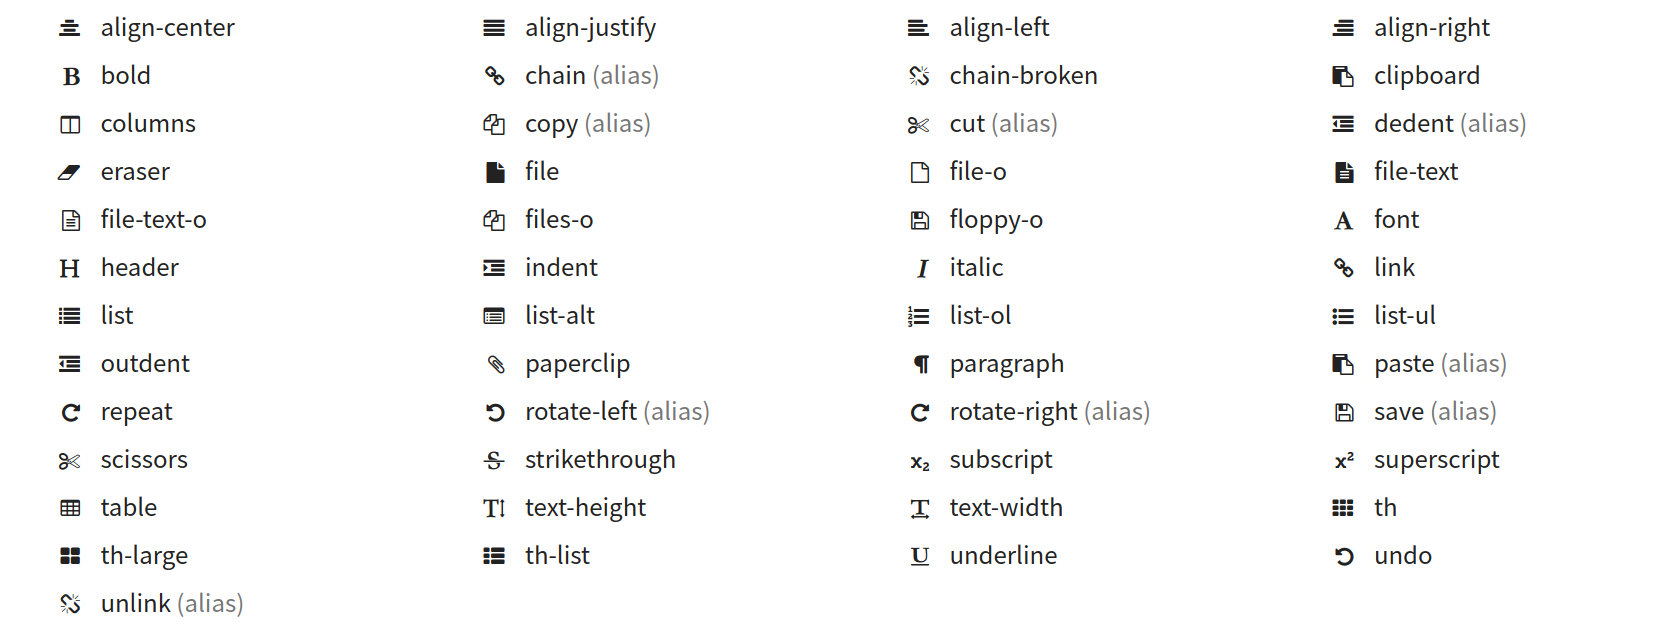 align-center align-justify align-left align-right
bold chain (alias) chain-broken clipboard
columns copy (alias) cut (alias) dedent (alias)
eraser file file-o file-text
file-text-o files-o floppy-o font
header indent italic link
list list-alt list-ol list-ul
outdent paperclip paragraph paste (alias)
repeat rotate-left (alias) rotate-right (alias) save (alias)
scissors strikethrough subscript superscript
table text-height text-width th
th-large th-list underline undo
unlink (alias)